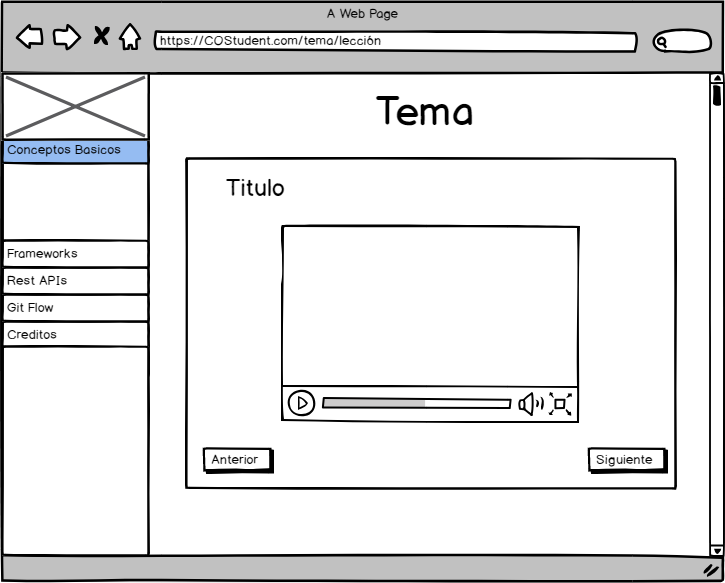 A Web Page
https://COStudent.com/tema/lección
Conceptos Basicos
Frameworks
Rest APIs
Git Flow
Creditos
Tema
Titulo
Anterior
Siguiente